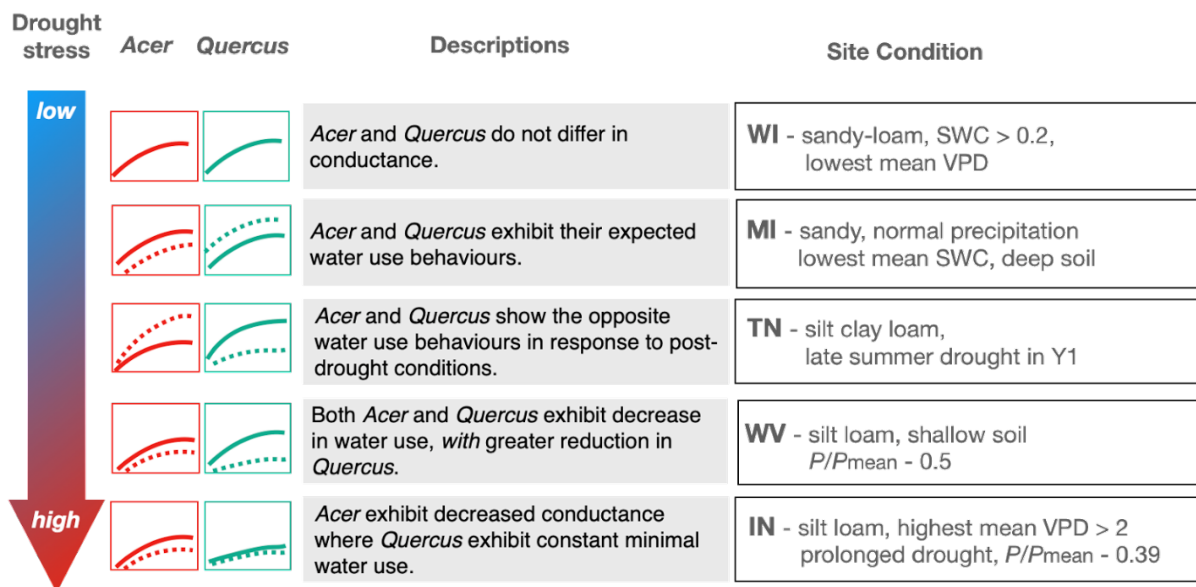 Drought
stress
Acer
Quercus
Descriptions
Site Condition
low
Acer and Quercus do not differ in
conductance.
WI - sandy-loam, SWC > 0.2,
lowest mean VPD
Acer and Quercus exhibit their expected
water use behaviours.
MI - sandy, normal precipitation
lowest mean SWC, deep soil
Acer and Quercus show the opposite
water use behaviours in response to post-
drought conditions.
TN - silt clay loam,
late summer drought in Y1
Both Acer and Quercus exhibit decrease
in water use, with greater reduction in
Quercus.
WV - silt loam, shallow soil
P/Pmean - 0.5
high
Acer exhibit decreased conductance
where Quercus exhibit constant minimal
water use.
IN - silt loam, highest mean VPD > 2
prolonged drought, P/Pmean - 0.39